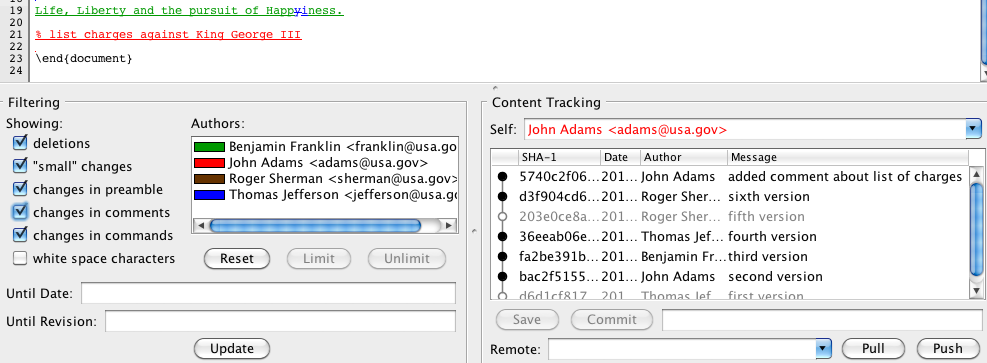 19 Life, Liberty and the pursuit of Happyiness.
20
21 % list charges against King George III
22
23 \end{document}
24
Filtering
Showing:
deletions
"small" changes
changes in preamble
changes in comments
changes in commands
white space characters
Authors:
Benjamin Franklin <franklin@usa.go
John Adams <adams@usa.gov>
Roger Sherman <sherman@usa.gov>
Thomas Jefferson <jefferson@usa.g
Reset Limit Unlimit
Until Date:
Until Revision:
Update
Content Tracking
Self: John Adams <adams@usa.gov>
SHA-1 Date Author Message
5740c2f06... 201... John Adams added comment about list of charges
d3f904cd6... 201... Roger Sher... sixth version
203e0ce8a... 201... Roger Sher... fifth version
36eeab06e... 201... Thomas Jef... fourth version
fa2be391b... 201... Benjamin Fr... third version
bac2f5155... 201... John Adams second version
d6d1cf817... 201... Thomas Jef... first version
Save Commit
Remote: Pull Push